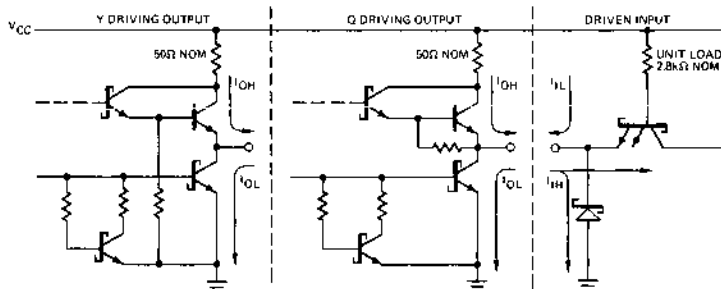 Y DRIVING OUTPUT
Q DRIVING OUTPUT
DRIVEN INPUT
VCC
50Ω NOM
50Ω NOM
UNIT LOAD
2.8kΩ NOM
IOH
IOH
IIL
IOL
IOL
IIH